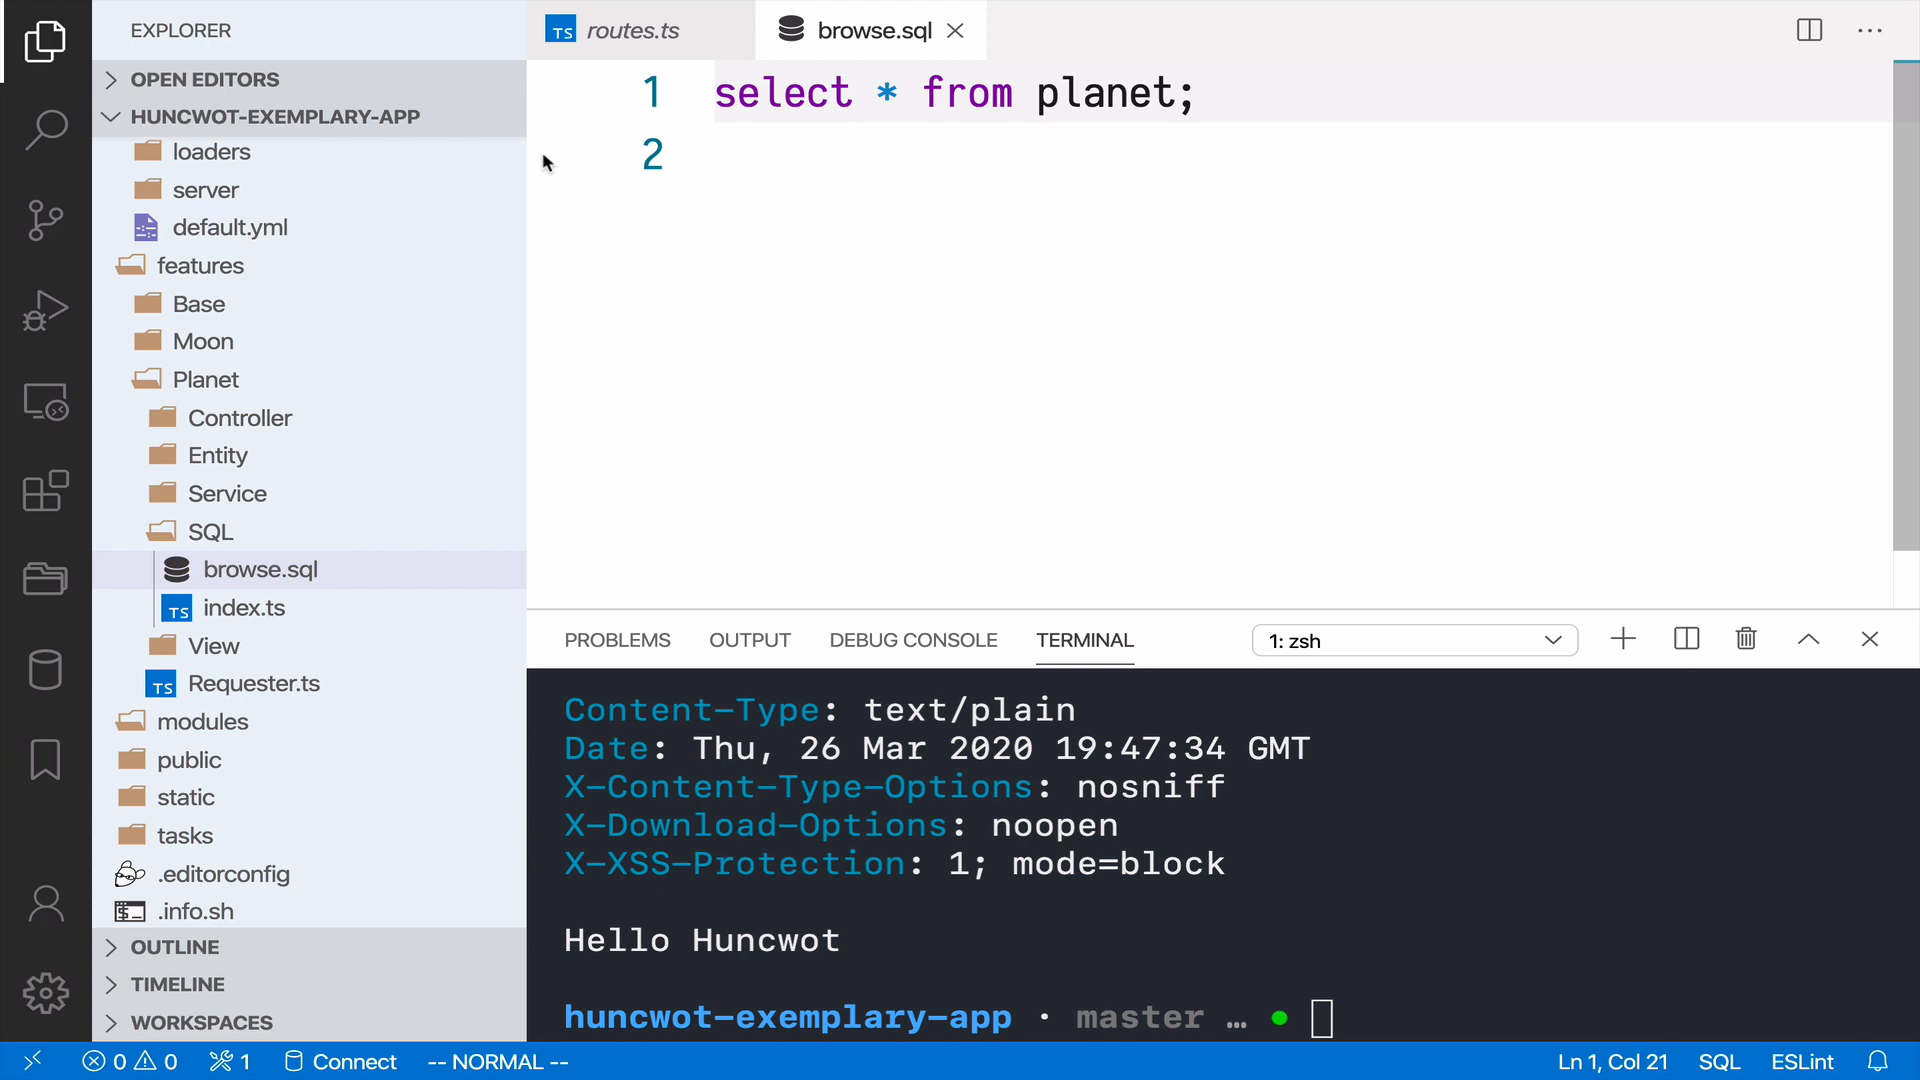 EXPLORER
OPEN EDITORS
HUNCWOT-EXEMPLARY-APP
loaders
server
default.yml
features
Base
Moon
Planet
Controller
Entity
Service
SQL
browse.sql
TS index.ts
View
TS Requester.ts
modules
public
static
tasks
.editorconfig
$_ .info.sh
OUTLINE
TIMELINE
WORKSPACES
TS routes.ts
browse.sql
1 select * from planet;
2
PROBLEMS OUTPUT DEBUG CONSOLE TERMINAL 1: zsh
Content-Type: text/plain
Date: Thu, 26 Mar 2020 19:47:34 GMT
X-Content-Type-Options: nosniff
X-Download-Options: noopen
X-XSS-Protection: 1; mode=block
Hello Huncwot
huncwot-exemplary-app · master …
0 0 1 Connect -- NORMAL -- Ln 1, Col 21 SQL ESLint